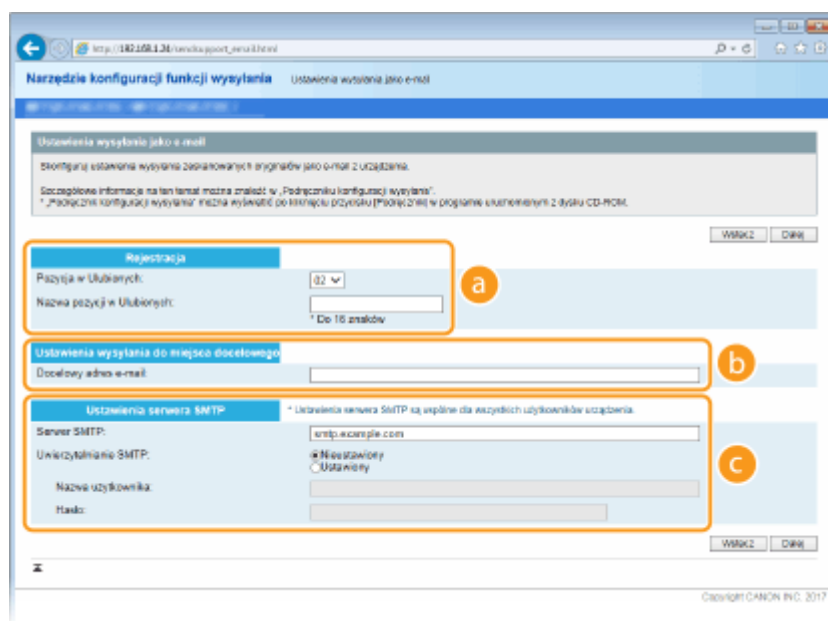 http://192.168.1.24/sendsupport_email.html
Narzędzie konfiguracji funkcji wysyłania Ustawienia wysyłania jako e-mail
Ustawienia wysyłania jako e-mail
Skonfiguruj ustawienia wysyłania zeskanowanych oryginałów jako e-mail z urządzenia.
Szczegółowe informacje na ten temat można znaleźć w „Podręczniku konfiguracji wysyłania”.
* „Podręcznik konfiguracji wysyłania” można wyświetlić po kliknięciu przycisku [Podręcznik] w programie uruchomionym z dysku CD-ROM.
Wstecz Dalej
Rejestracja
Pozycja w Ulubionych: 02
Nazwa pozycji w Ulubionych:
* Do 16 znaków
a
Ustawienia wysyłania do miejsca docelowego
Docelowy adres e-mail:
b
Ustawienia serwera SMTP * Ustawienia serwera SMTP są wspólne dla wszystkich użytkowników urządzenia.
Serwer SMTP: smtp.example.com
Uwierzytelnianie SMTP: Nieustawiony
Ustawiony
Nazwa użytkownika:
Hasło:
c
Wstecz Dalej
Copyright CANON INC. 2017